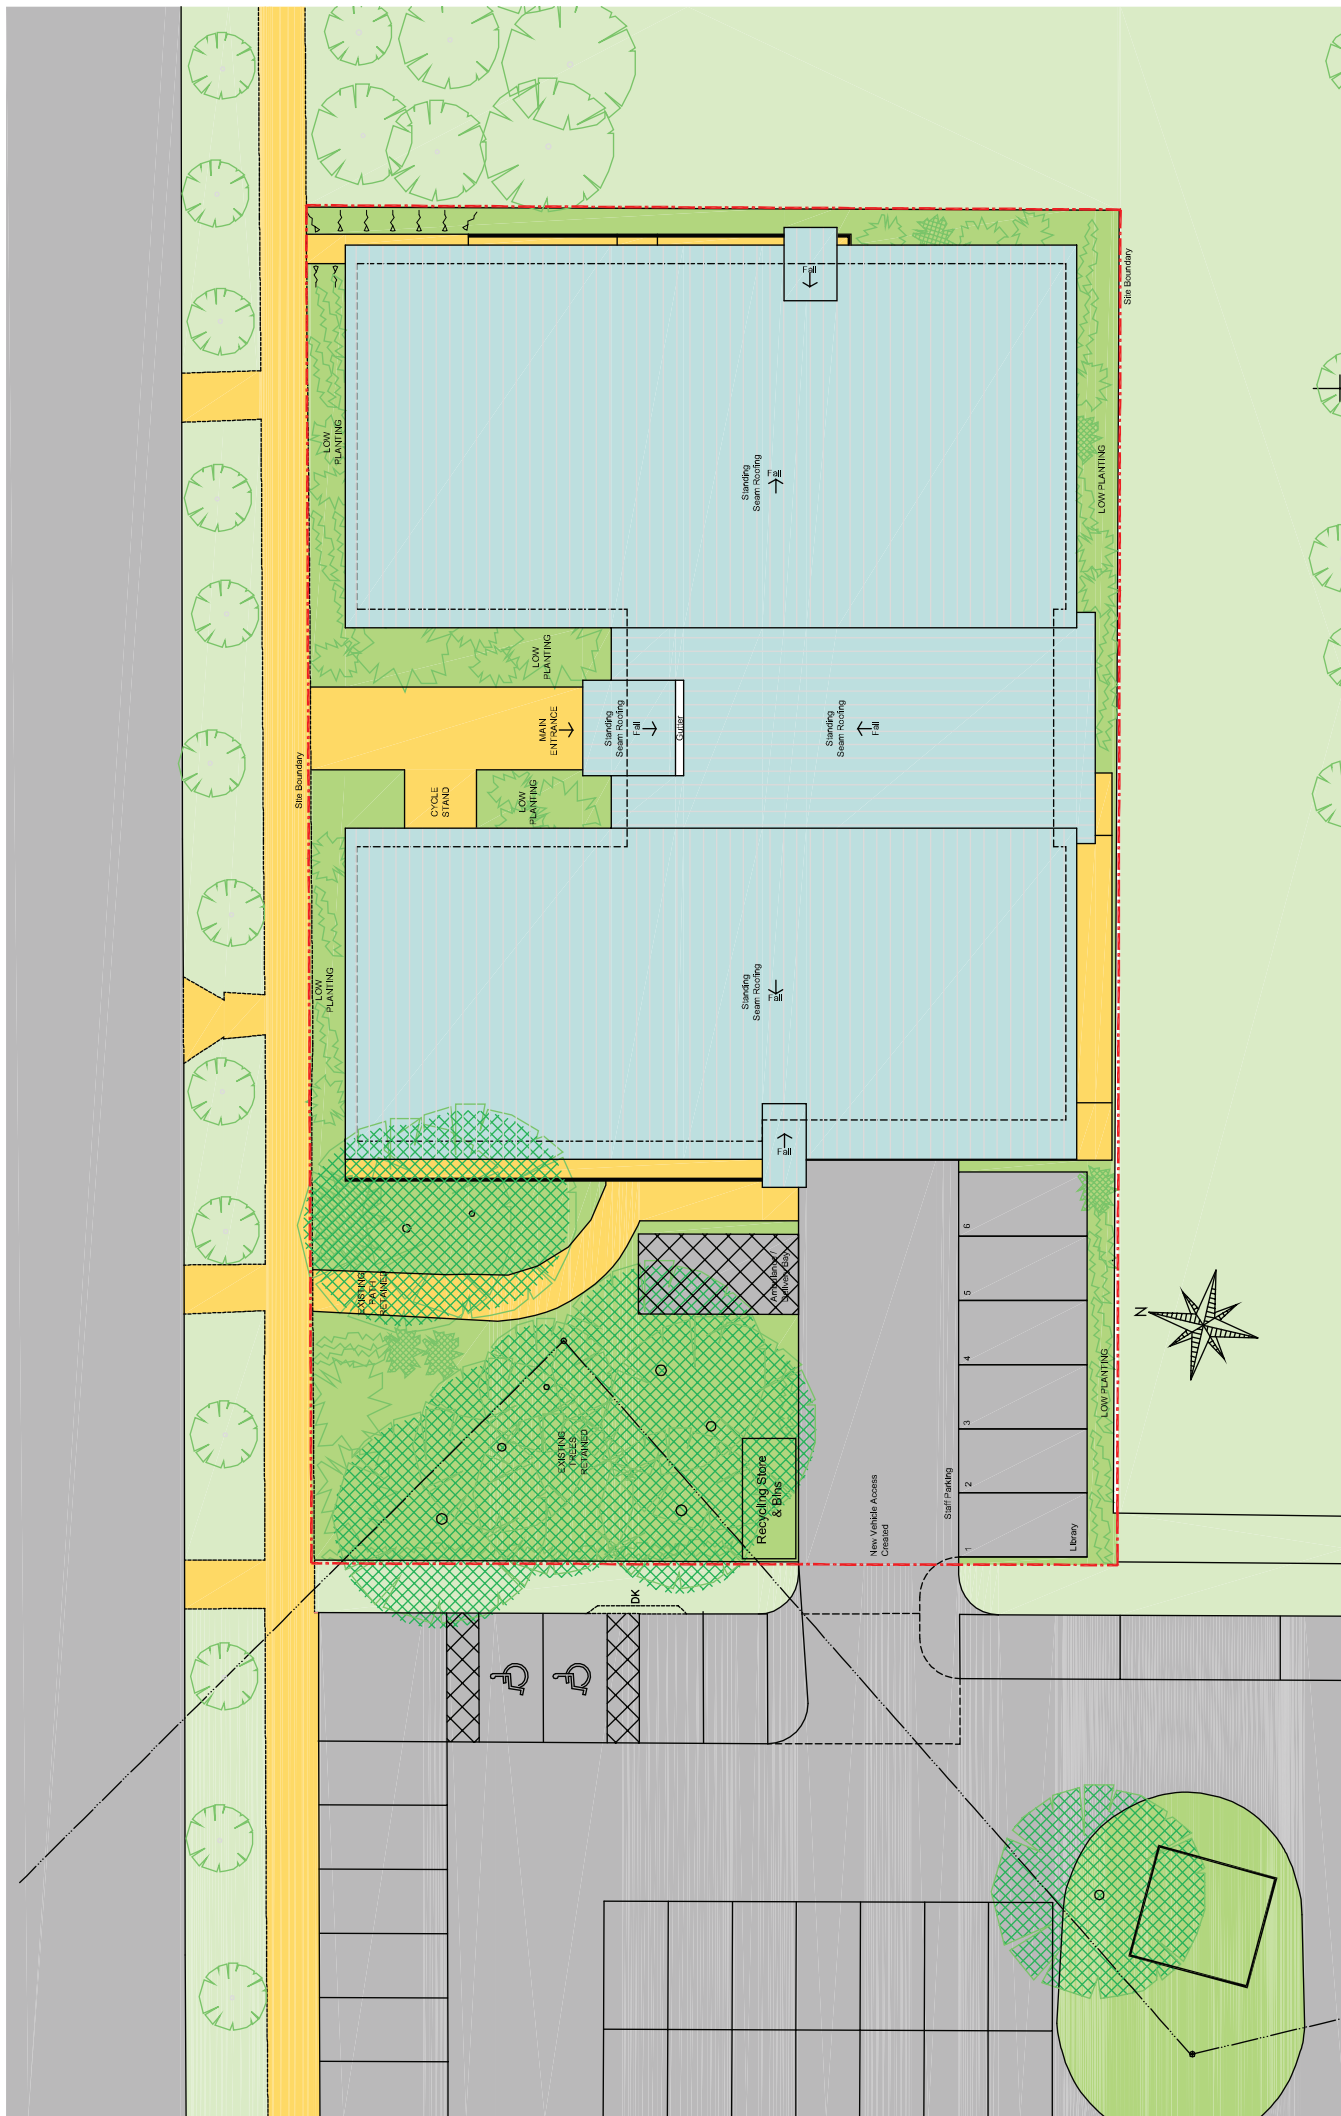 Site Boundary
Fall
LOW
PLANTING
Standing
Seam Roofing
Fall
LOW PLANTING
LOW
PLANTING
MAIN
ENTRANCE
Standing
Seam Roofing
Fall
Gutter
Standing
Seam Roofing
Fall
Site Boundary
CYCLE
STAND
LOW
PLANTING
LOW
PLANTING
Standing
Seam Roofing
Fall
Fall
EXISTING
PATH
RETAINED
Ambulance /
Delivery Bay
6
5
4
3
2
1
N
LOW PLANTING
EXISTING
TREES
RETAINED
Recycling Store
& Bins
New Vehicle Access
Created
Staff Parking
Library
DK